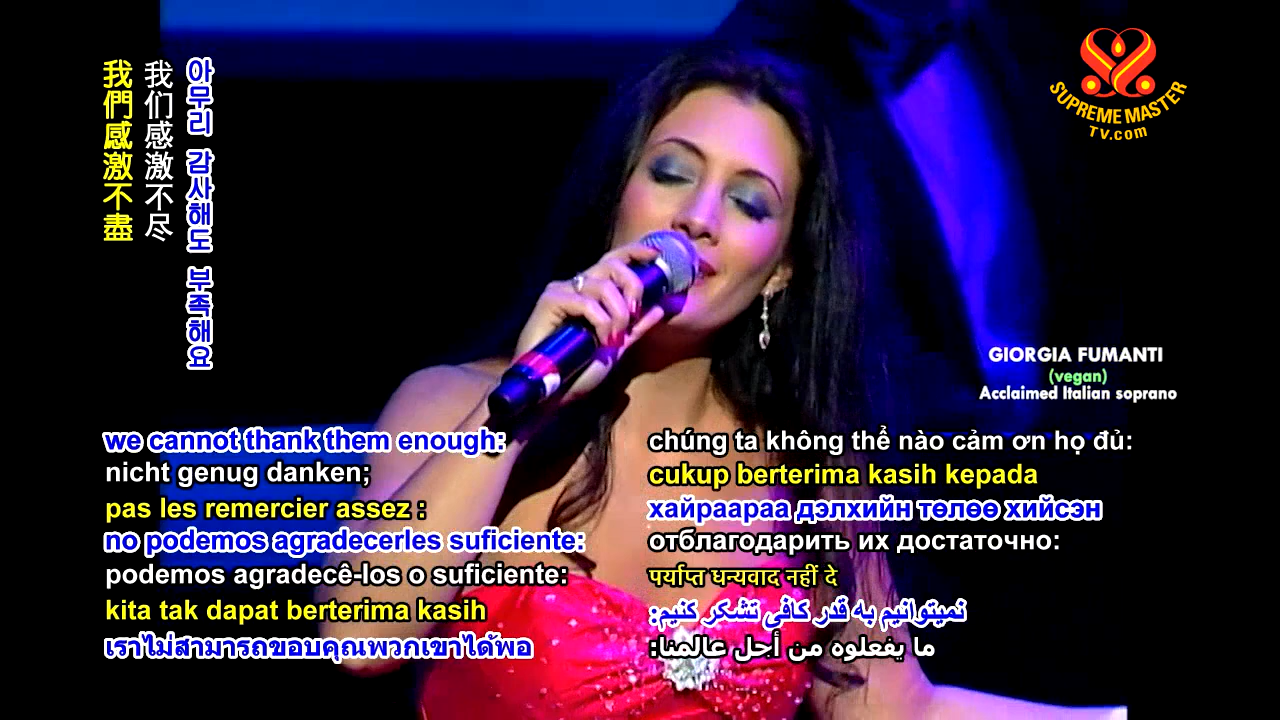 我們感激不盡
我们感激不尽
아무리 감사해도 부족해요
SUPREME MASTER
TV.com
GIORGIA FUMANTI
(vegan)
Acclaimed Italian soprano
we cannot thank them enough:
nicht genug danken;
pas les remercier assez :
no podemos agradecerles suficiente:
podemos agradecê-los o suficiente:
kita tak dapat berterima kasih
เราไม่สามารถขอบคุณพวกเขาได้พอ
chúng ta không thể nào cảm ơn họ đủ:
cukup berterima kasih kepada
хайраараа дэлхийн төлөө хийсэн
отблагодарить их достаточно:
पर्याप्त धन्यवाद नहीं दे
نمیتوانیم به قدر کافی تشکر کنیم:
ما يفعلوه من أجل عالمنا: